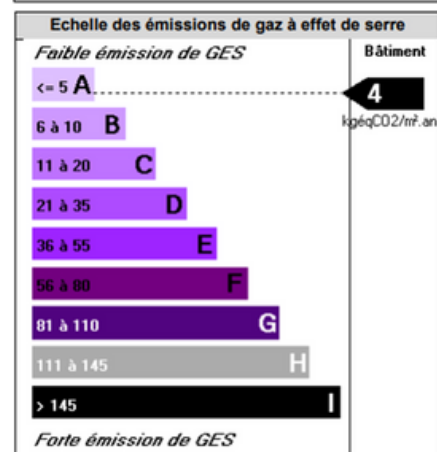 Echelle des émissions de gaz à effet de serre
Faible émission de GES
Bâtiment
<= 5 A
4
kgéqCO2/m².an
6 à 10 B
11 à 20 C
21 à 35 D
36 à 55 E
56 à 80 F
81 à 110 G
111 à 145 H
> 145 I
Forte émission de GES